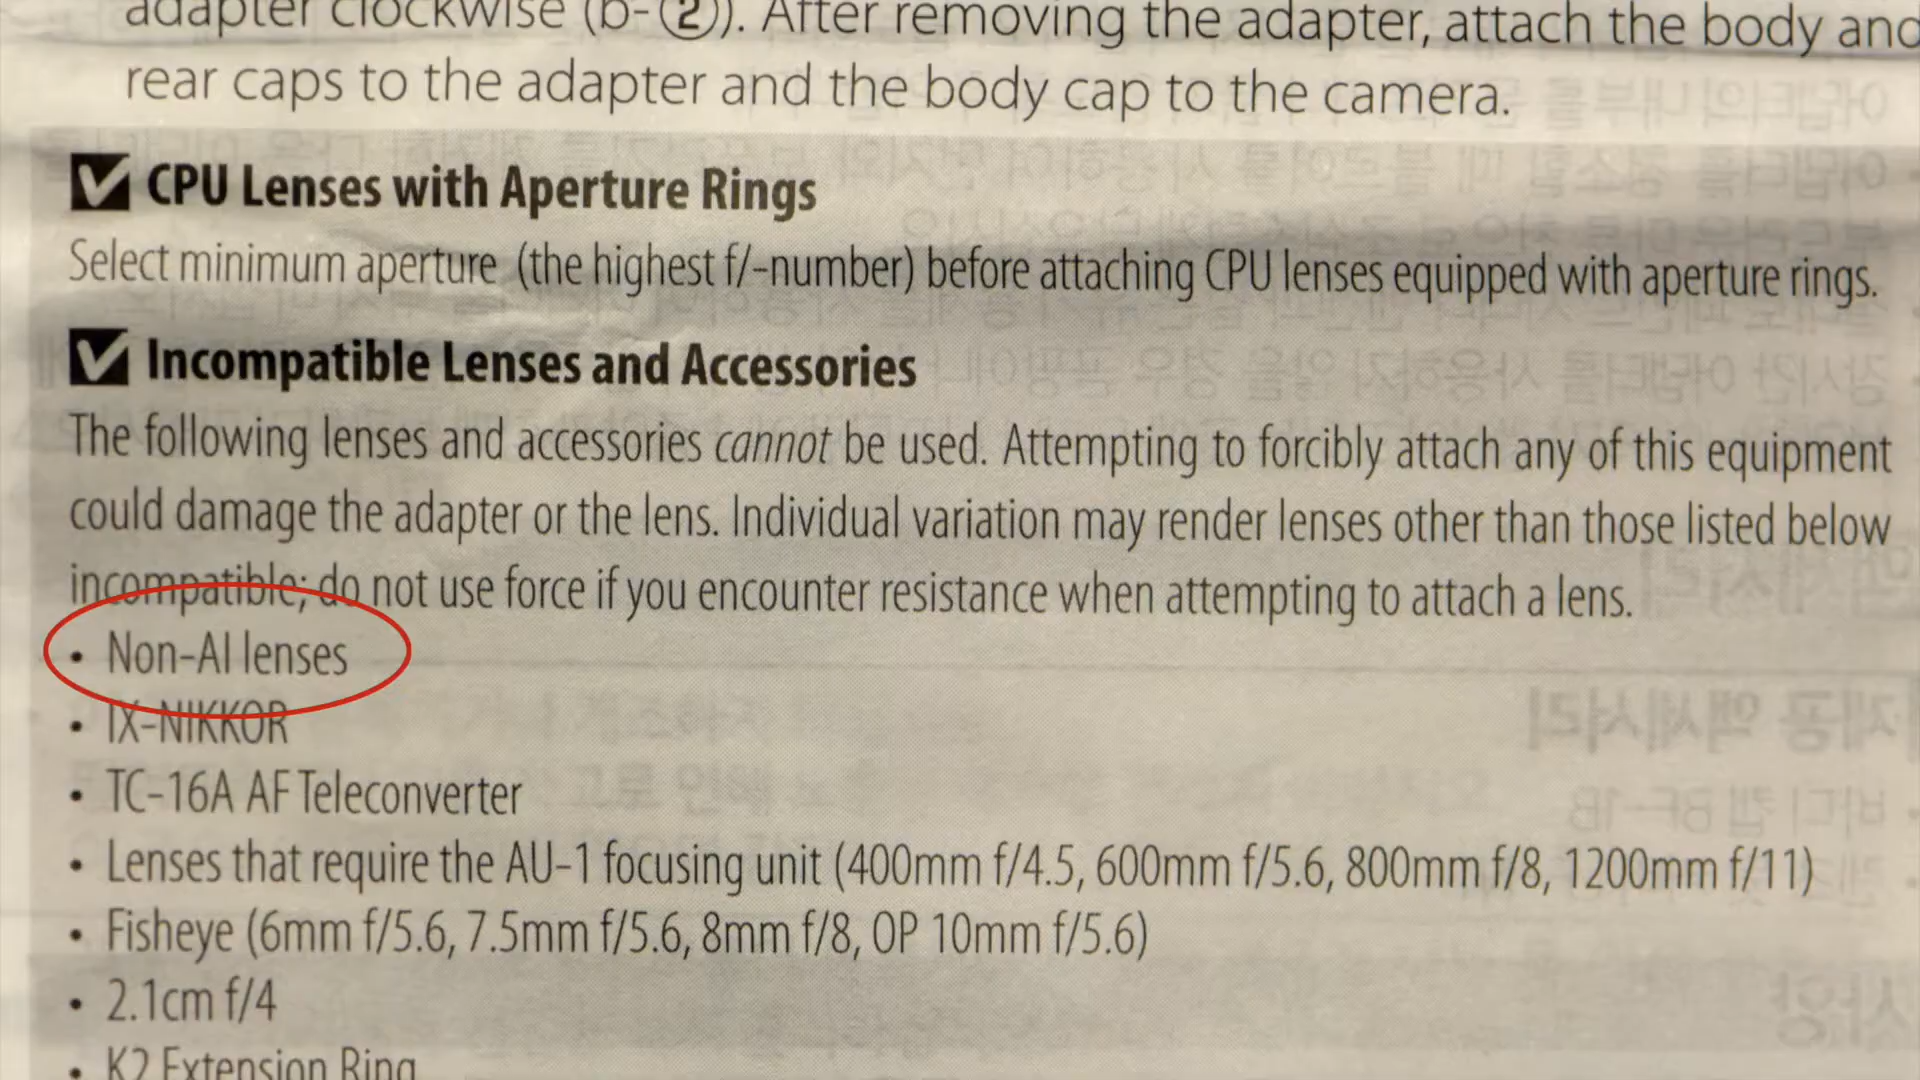 adapter clockwise (b-②). After removing the adapter, attach the body and
rear caps to the adapter and the body cap to the camera.
CPU Lenses with Aperture Rings
Select minimum aperture (the highest f/-number) before attaching CPU lenses equipped with aperture rings.
Incompatible Lenses and Accessories
The following lenses and accessories cannot be used. Attempting to forcibly attach any of this equipment
could damage the adapter or the lens. Individual variation may render lenses other than those listed below
incompatible; do not use force if you encounter resistance when attempting to attach a lens.
• Non-AI lenses
• IX-NIKKOR
• TC-16A AF Teleconverter
• Lenses that require the AU-1 focusing unit (400mm f/4.5, 600mm f/5.6, 800mm f/8, 1200mm f/11)
• Fisheye (6mm f/5.6, 7.5mm f/5.6, 8mm f/8, OP 10mm f/5.6)
• 2.1cm f/4
• K2 Extension Ring